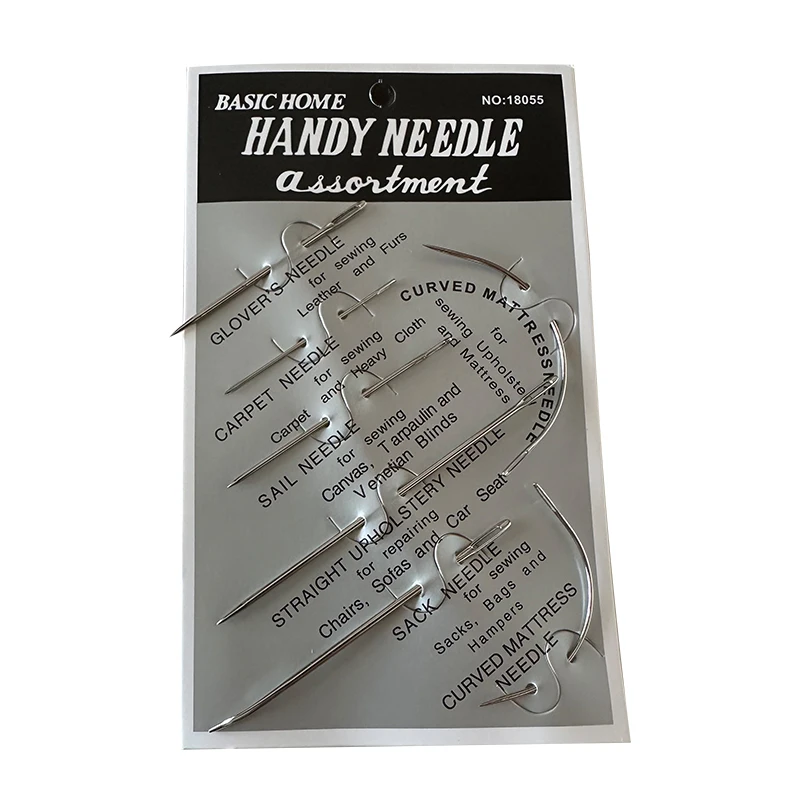 BASIC HOME
NO:18055
HANDY NEEDLE
assortment
GLOVER'S NEEDLE
for sewing
Leather and Furs
CARPET NEEDLE
for sewing
Carpet and Heavy Cloth
CURVED MATTRESS NEEDLE
for
sewing Upholstery
and Mattress
SAIL NEEDLE
for sewing
Canvas, Tarpaulin and
Venetian Blinds
STRAIGHT UPHOLSTERY NEEDLE
for repairing
Chairs, Sofas and Car Seat
SACK NEEDLE
for sewing
Sacks, Bags and
Hampers
CURVED MATTRESS
NEEDLE